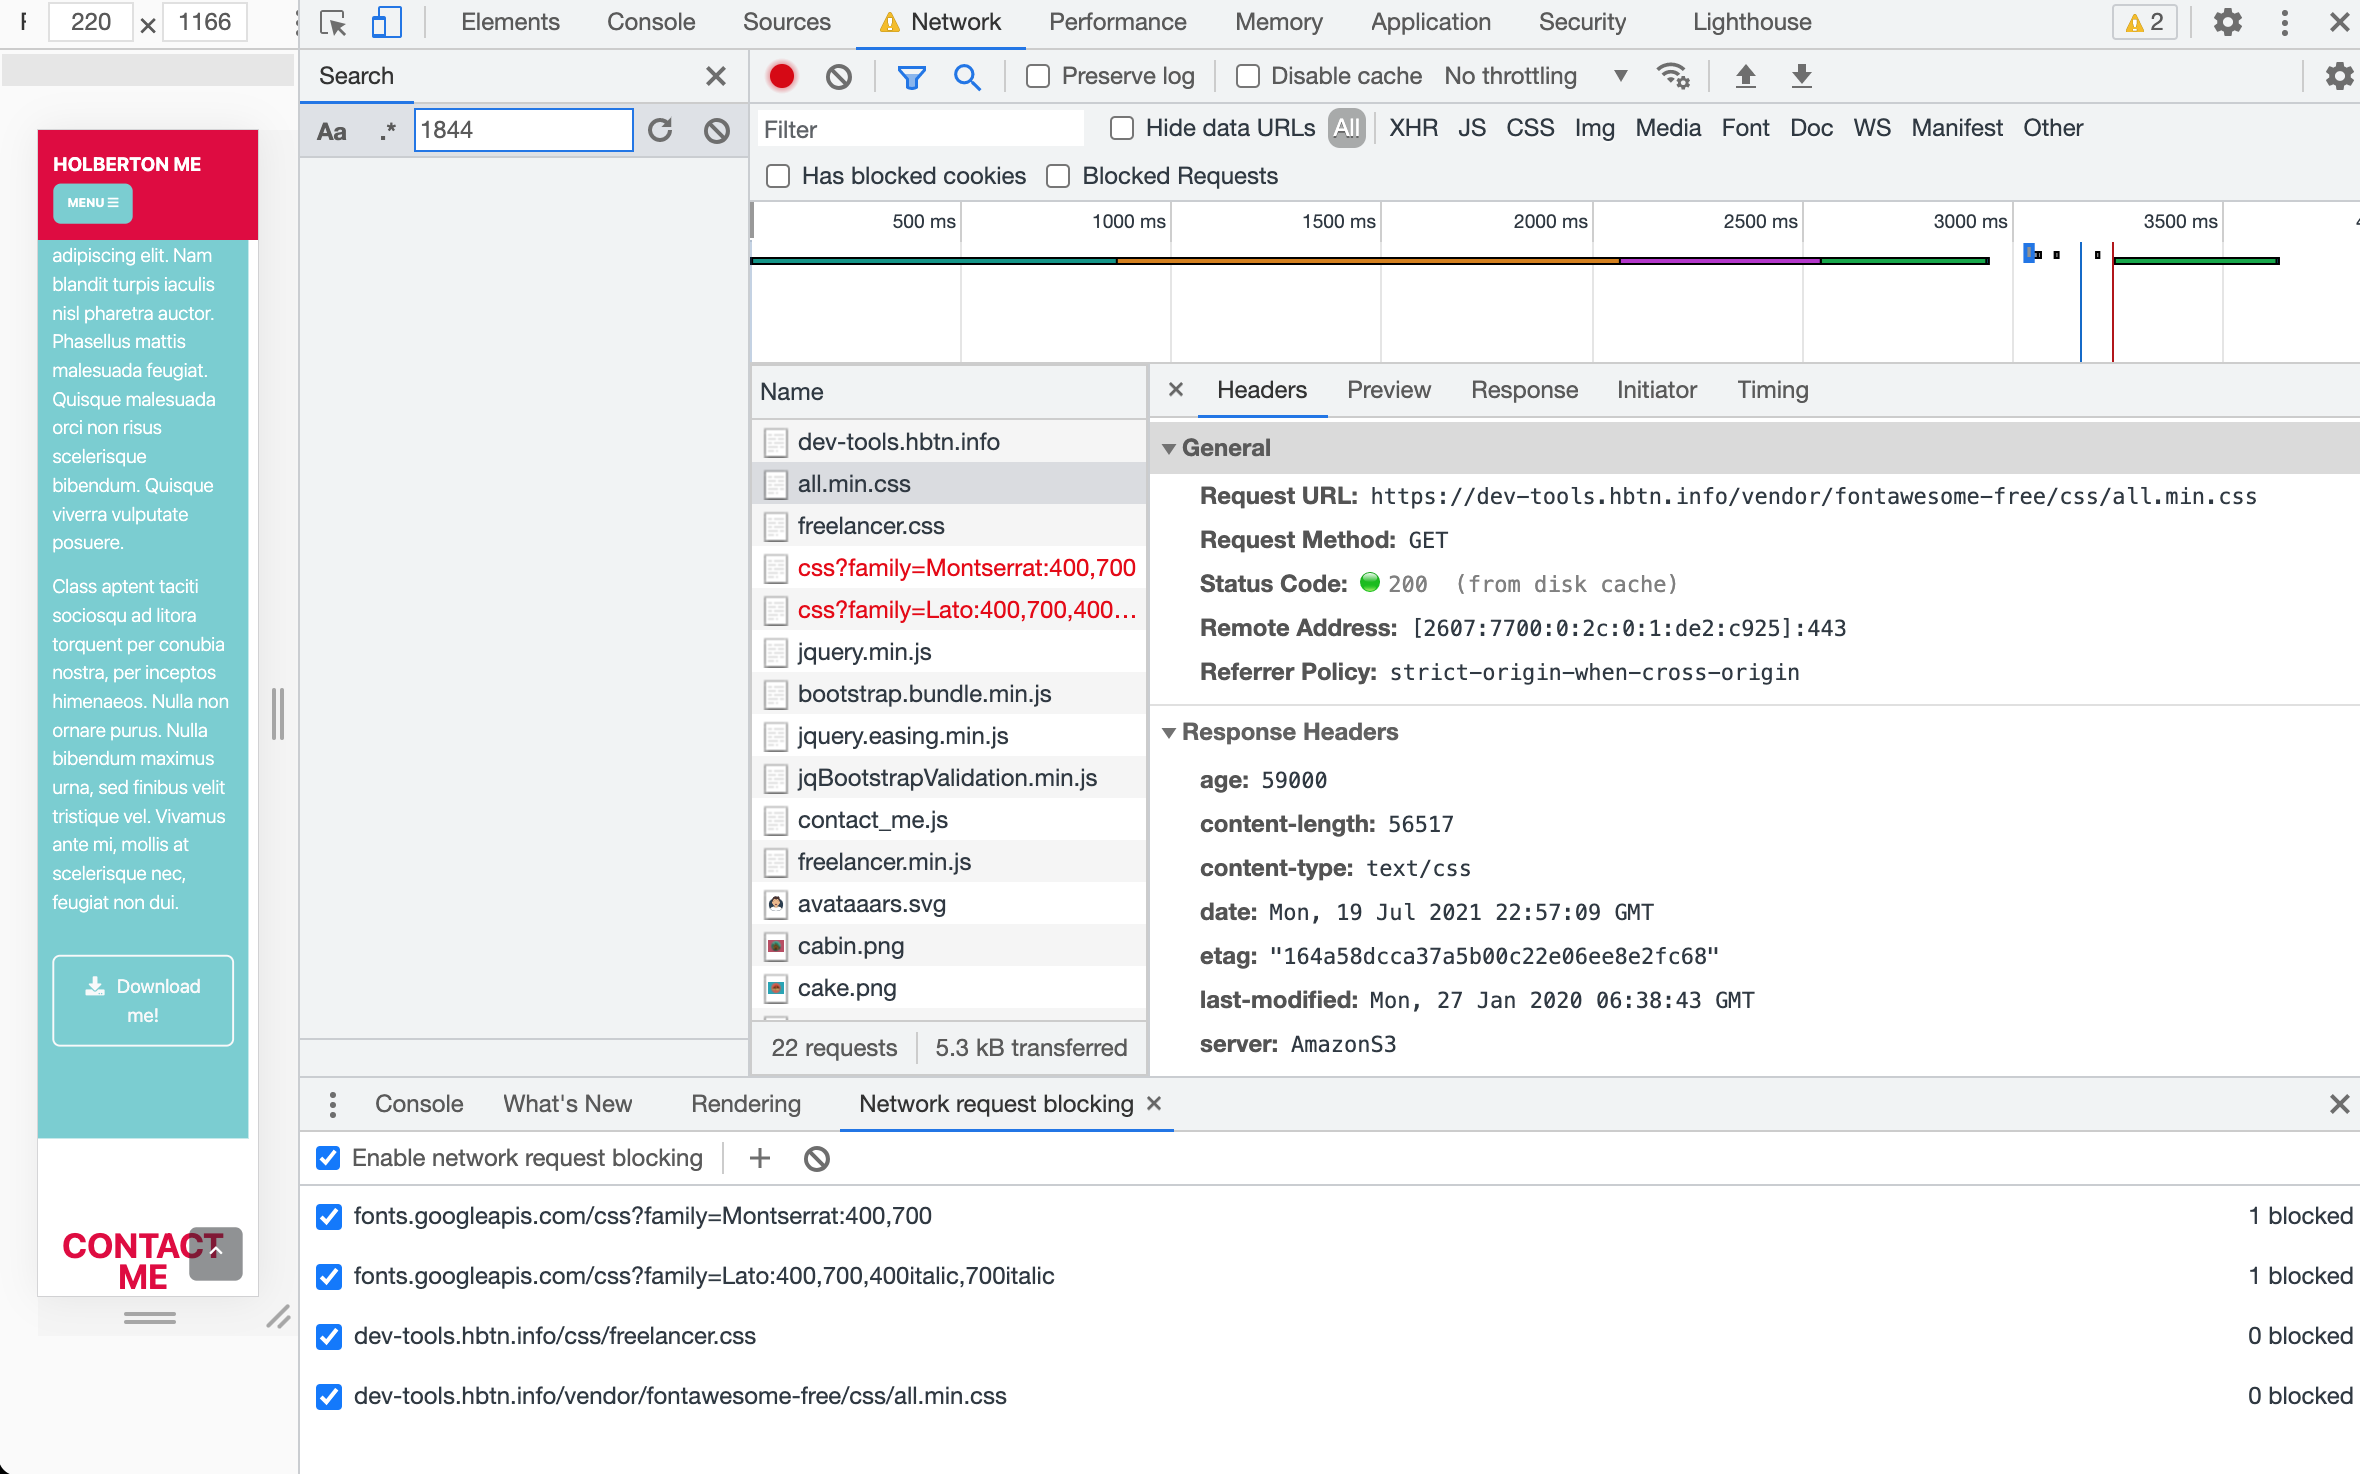 220 × 1166
HOLBERTON ME
MENU
adipiscing elit. Nam
blandit turpis iaculis
nisl pharetra auctor.
Phasellus mattis
malesuada feugiat.
Quisque malesuada
orci non risus
scelerisque
bibendum. Quisque
viverra vulputate
posuere.
Class aptent taciti
sociosqu ad litora
torquent per conubia
nostra, per inceptos
himenaeos. Nulla non
ornare purus. Nulla
bibendum maximus
urna, sed finibus velit
tristique vel. Vivamus
ante mi, mollis at
scelerisque nec,
feugiat non dui.
Download
me!
CONTACT
ME
Elements Console Sources Network Performance Memory Application Security Lighthouse 2
Search
Aa .* 1844
Preserve log Disable cache No throttling
Filter Hide data URLs All XHR JS CSS Img Media Font Doc WS Manifest Other
Has blocked cookies Blocked Requests
500 ms 1000 ms 1500 ms 2000 ms 2500 ms 3000 ms 3500 ms
Name
dev-tools.hbtn.info
all.min.css
freelancer.css
css?family=Montserrat:400,700
css?family=Lato:400,700,400…
jquery.min.js
bootstrap.bundle.min.js
jquery.easing.min.js
jqBootstrapValidation.min.js
contact_me.js
freelancer.min.js
avataaars.svg
cabin.png
cake.png
22 requests 5.3 kB transferred
Headers Preview Response Initiator Timing
General
Request URL: https://dev-tools.hbtn.info/vendor/fontawesome-free/css/all.min.css
Request Method: GET
Status Code: 200 (from disk cache)
Remote Address: [2607:7700:0:2c:0:1:de2:c925]:443
Referrer Policy: strict-origin-when-cross-origin
Response Headers
age: 59000
content-length: 56517
content-type: text/css
date: Mon, 19 Jul 2021 22:57:09 GMT
etag: "164a58dcca37a5b00c22e06ee8e2fc68"
last-modified: Mon, 27 Jan 2020 06:38:43 GMT
server: AmazonS3
Console What's New Rendering Network request blocking
Enable network request blocking
fonts.googleapis.com/css?family=Montserrat:400,700 1 blocked
fonts.googleapis.com/css?family=Lato:400,700,400italic,700italic 1 blocked
dev-tools.hbtn.info/css/freelancer.css 0 blocked
dev-tools.hbtn.info/vendor/fontawesome-free/css/all.min.css 0 blocked